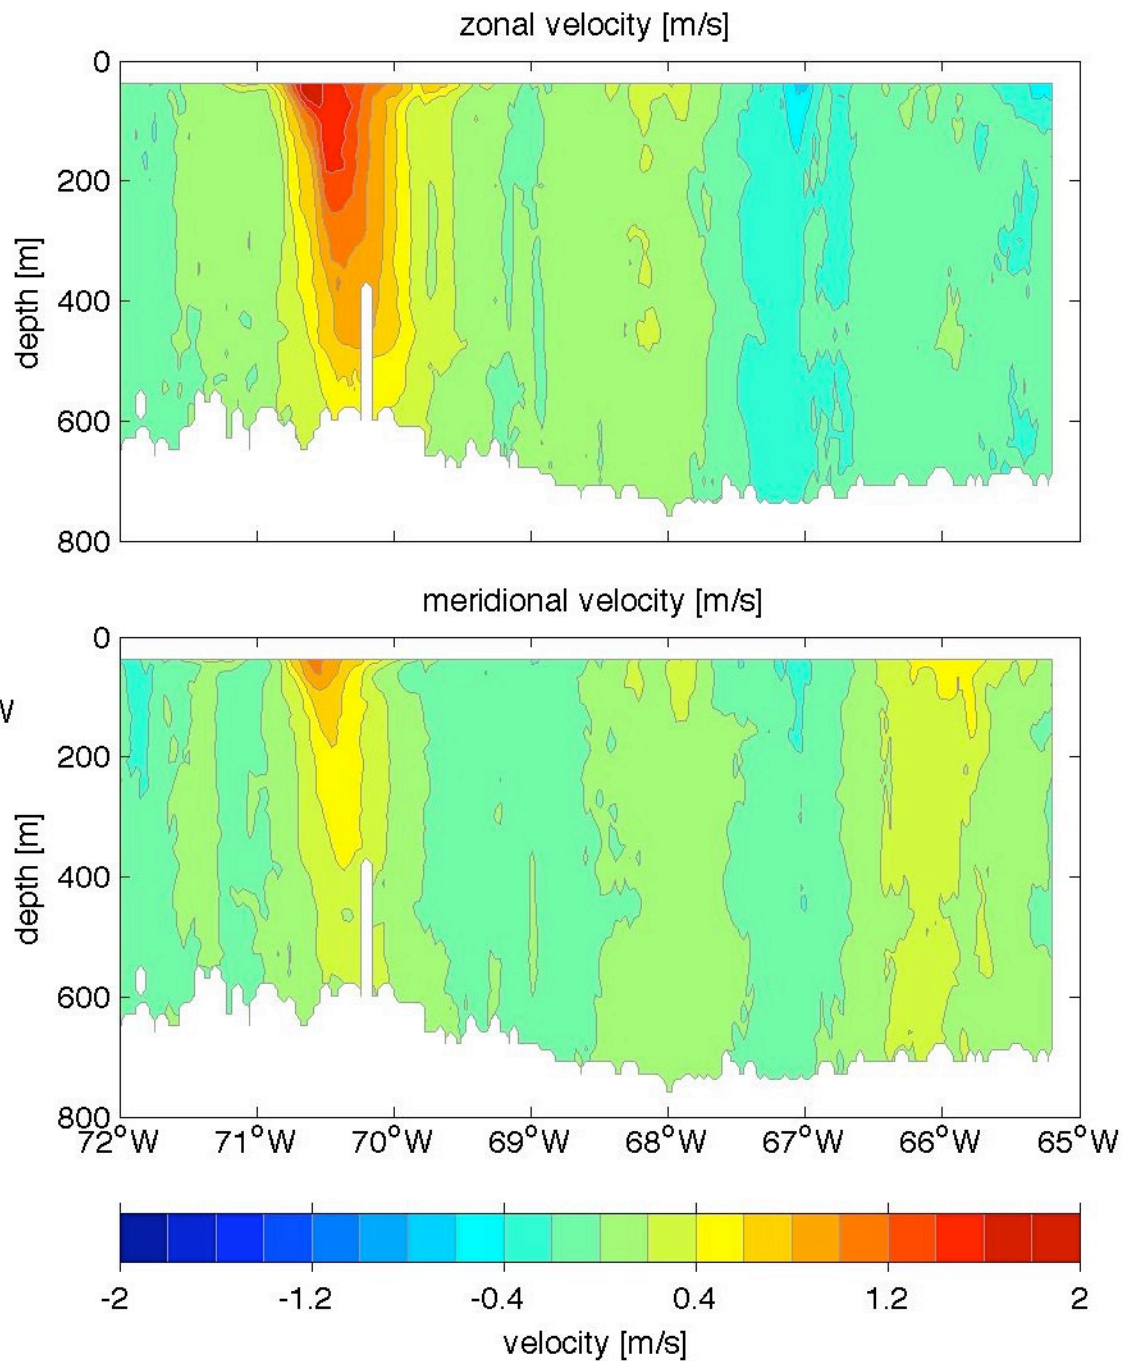 zonal velocity [m/s]
0
200
400
600
800
depth [m]
meridional velocity [m/s]
0
W
200
400
600
800
depth [m]
72°W 71°W 70°W 69°W 68°W 67°W 66°W 65°W
-2 -1.2 -0.4 0.4 1.2 2
velocity [m/s]